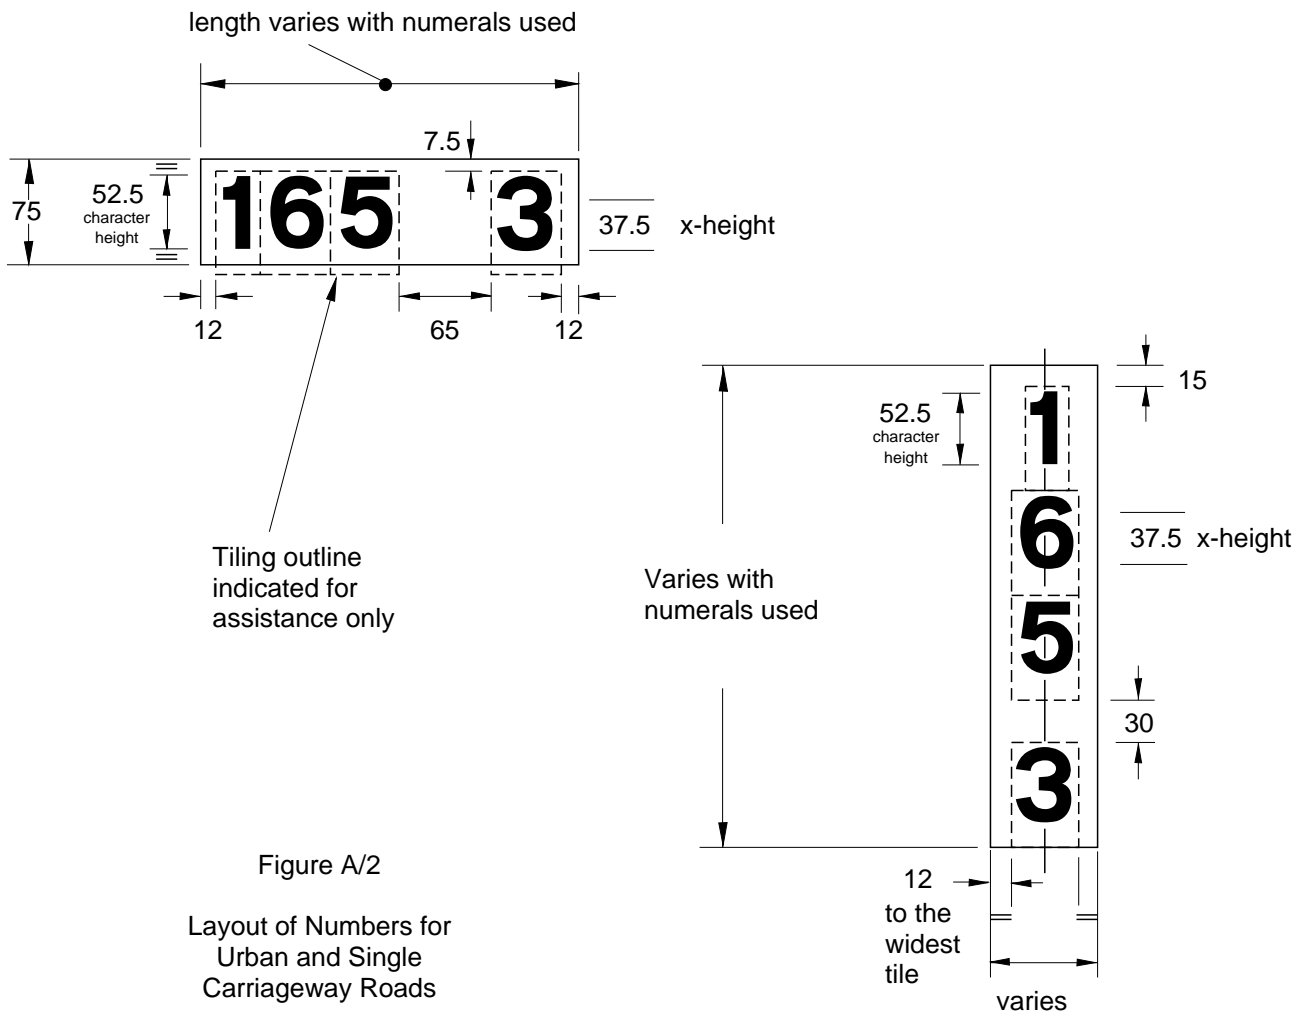 length varies with numerals used
7.5
75
52.5
character
height
165 3
37.5 x-height
12
65
12
Tiling outline
indicated for
assistance only
15
52.5
character
height
1
6
5
3
37.5 x-height
Varies with
numerals used
30
12
to the
widest
tile
varies
Figure A/2
Layout of Numbers for
Urban and Single
Carriageway Roads